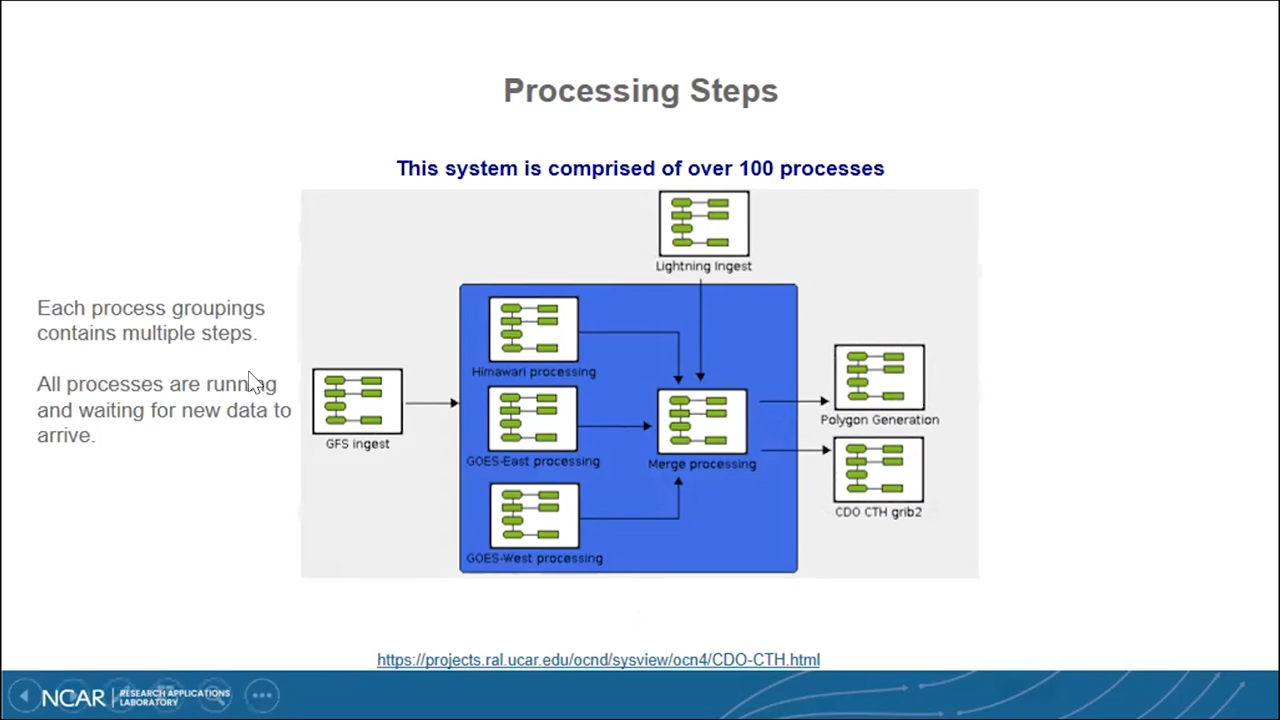 Processing Steps
This system is comprised of over 100 processes
Each process groupings
contains multiple steps.
All processes are running
and waiting for new data to
arrive.
Lightning Ingest
Himawari processing
GFS ingest
GOES-East processing
Merge processing
GOES-West processing
Polygon Generation
CDO CTH grib2
https://projects.ral.ucar.edu/ocnd/sysview/ocn4/CDO-CTH.html
NCAR
RESEARCH APPLICATIONS
LABORATORY